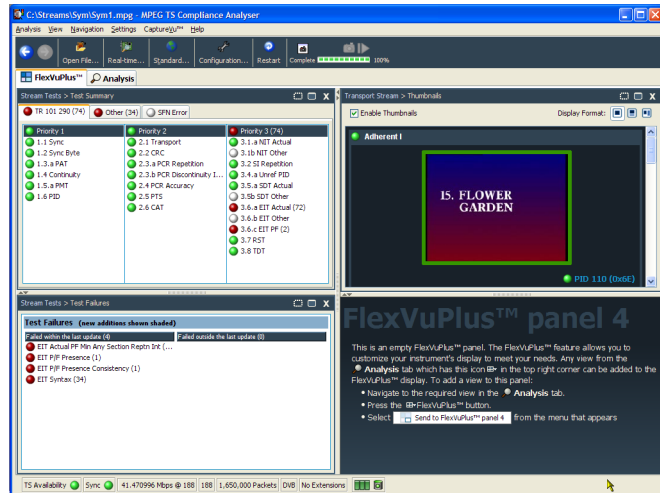 C:\Streams\Sym\Sym1.mpg - MPEG TS Compliance Analyser
Analysis View Navigation Settings CaptureVu™ Help
Open File... Real-time... Standard... Configuration... Restart Complete 100%
FlexVuPlus™ Analysis
Stream Tests > Test Summary
TR 101 290 (74) Other (34) SFN Error
Priority 1
1.1 Sync
1.2 Sync Byte
1.3.a PAT
1.4 Continuity
1.5.a PMT
1.6 PID
Priority 2
2.1 Transport
2.2 CRC
2.3.a PCR Repetition
2.3.b PCR Discontinuity I...
2.4 PCR Accuracy
2.5 PTS
2.6 CAT
Priority 3 (74)
3.1.a NIT Actual
3.1b NIT Other
3.2 SI Repetition
3.4.a Unref PID
3.5.a SDT Actual
3.5b SDT Other
3.6.a EIT Actual (72)
3.6.b EIT Other
3.6.c EIT PF (2)
3.7 RST
3.8 TDT
Transport Stream > Thumbnails
Enable Thumbnails Display Format:
Adherent I
15. FLOWER
GARDEN
PID 110 (0x6E)
Stream Tests > Test Failures
Test Failures (new additions shown shaded)
Failed within the last update (4) Failed outside the last update (0)
EIT Actual PF Min Any Section Reptn Int (...
EIT P/F Presence (1)
EIT P/F Presence Consistency (1)
EIT Syntax (34)
FlexVuPlus™ panel 4
This is an empty FlexVuPlus™ panel. The FlexVuPlus™ feature allows you to
customize your instrument's display to meet your needs. Any view from the
Analysis tab which has this icon in the top right corner can be added to the
FlexVuPlus™ display. To add a view to this panel:
• Navigate to the required view in the Analysis tab.
• Press the FlexVuPlus™ button.
• Select Send to FlexVuPlus™ panel 4 from the menu that appears
TS Availability Sync 41.470996 Mbps @ 188 188 1,650,000 Packets DVB No Extensions